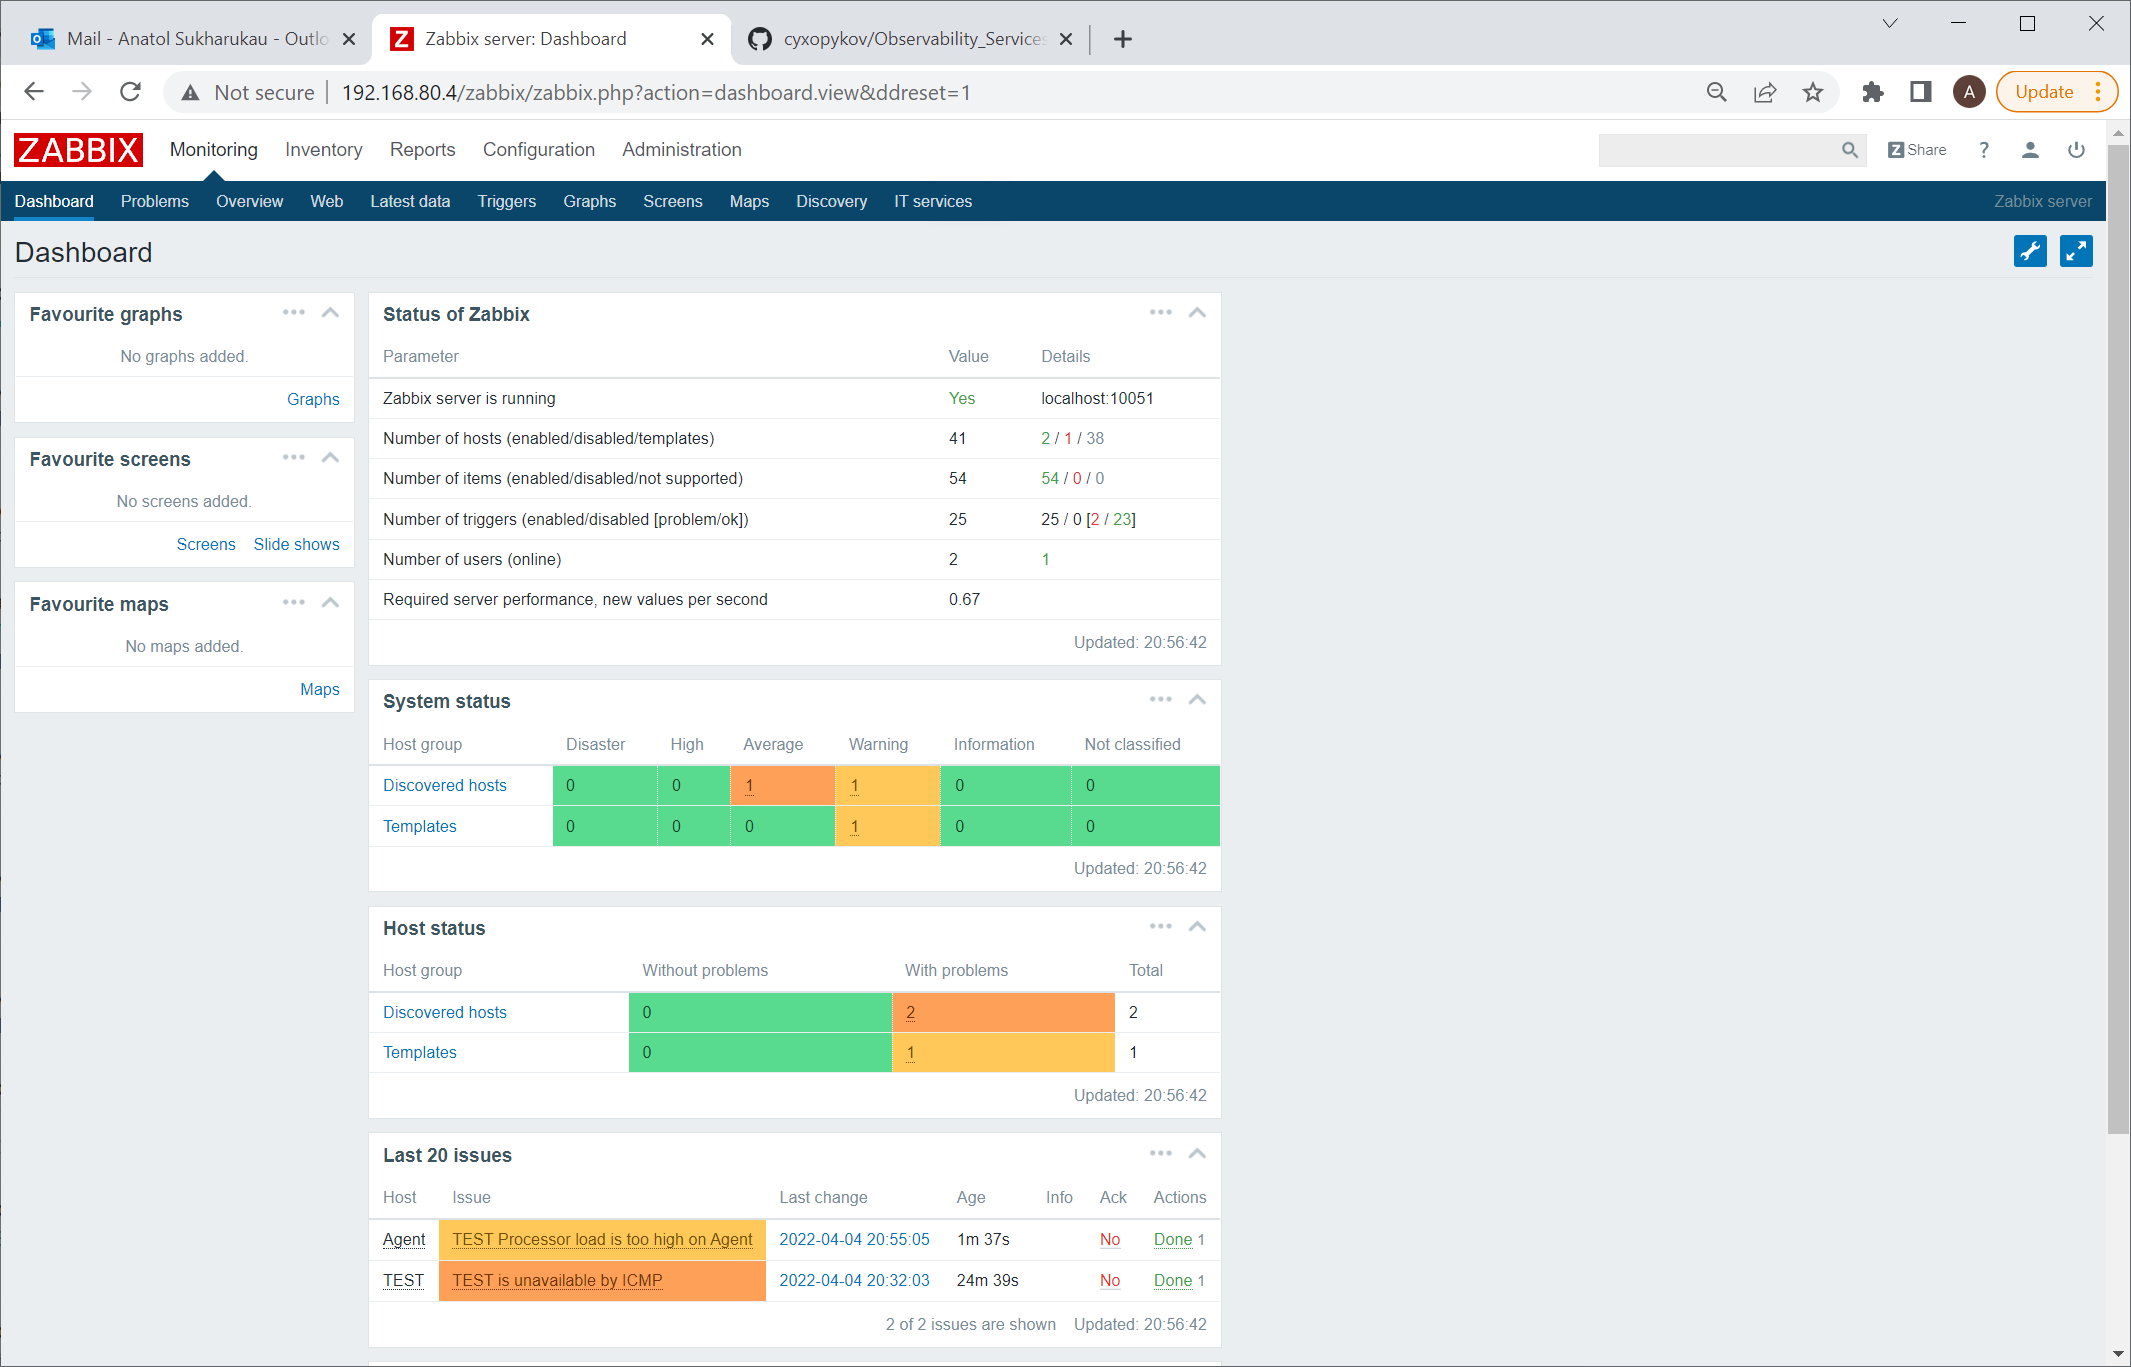 Mail - Anatol Sukharukau - Outlo
Zabbix server: Dashboard
cyxopykov/Observability_Services
Not secure
192.168.80.4/zabbix/zabbix.php?action=dashboard.view&ddreset=1
A
Update
ZABBIX
Monitoring Inventory Reports Configuration Administration
Z Share ?
Dashboard Problems Overview Web Latest data Triggers Graphs Screens Maps Discovery IT services
Zabbix server
Dashboard
Favourite graphs
No graphs added.
Graphs
Favourite screens
No screens added.
Screens Slide shows
Favourite maps
No maps added.
Maps
Status of Zabbix
Parameter Value Details
Zabbix server is running Yes localhost:10051
Number of hosts (enabled/disabled/templates) 41 2 / 1 / 38
Number of items (enabled/disabled/not supported) 54 54 / 0 / 0
Number of triggers (enabled/disabled [problem/ok]) 25 25 / 0 [2 / 23]
Number of users (online) 2 1
Required server performance, new values per second 0.67
Updated: 20:56:42
System status
Host group Disaster High Average Warning Information Not classified
Discovered hosts 0 0 1 1 0 0
Templates 0 0 0 1 0 0
Updated: 20:56:42
Host status
Host group Without problems With problems Total
Discovered hosts 0 2 2
Templates 0 1 1
Updated: 20:56:42
Last 20 issues
Host Issue Last change Age Info Ack Actions
Agent TEST Processor load is too high on Agent 2022-04-04 20:55:05 1m 37s No Done 1
TEST TEST is unavailable by ICMP 2022-04-04 20:32:03 24m 39s No Done 1
2 of 2 issues are shown Updated: 20:56:42